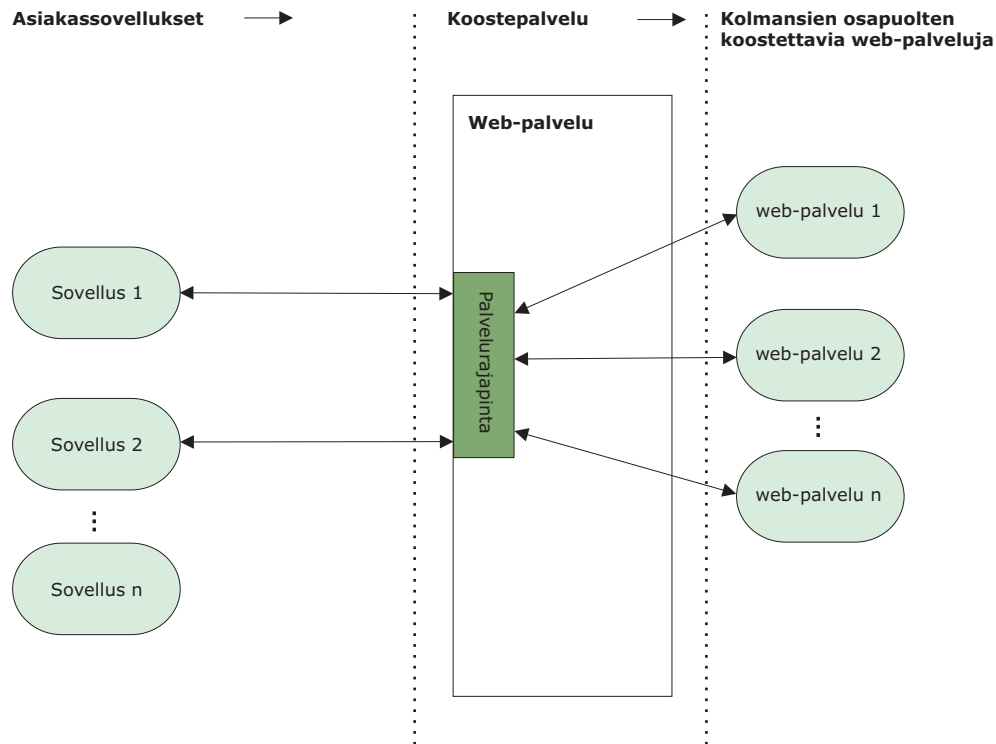 Asiakassovellukset
Koostepalvelu
Kolmansien osapuolten
koostettavia web-palveluja
Web-palvelu
web-palvelu 1
Sovellus 1
Palvelurajapinta
web-palvelu 2
Sovellus 2
web-palvelu n
Sovellus n